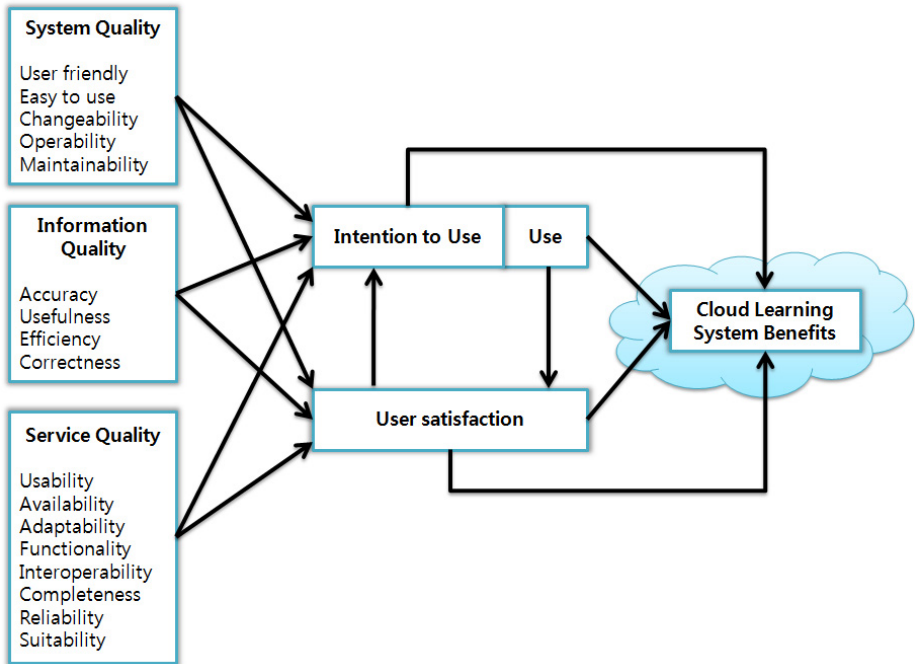 System Quality
User friendly
Easy to use
Changeability
Operability
Maintainability
Information
Quality
Accuracy
Usefulness
Efficiency
Correctness
Service Quality
Usability
Availability
Adaptability
Functionality
Interoperability
Completeness
Reliability
Suitability
Intention to Use
Use
User satisfaction
Cloud Learning
System Benefits